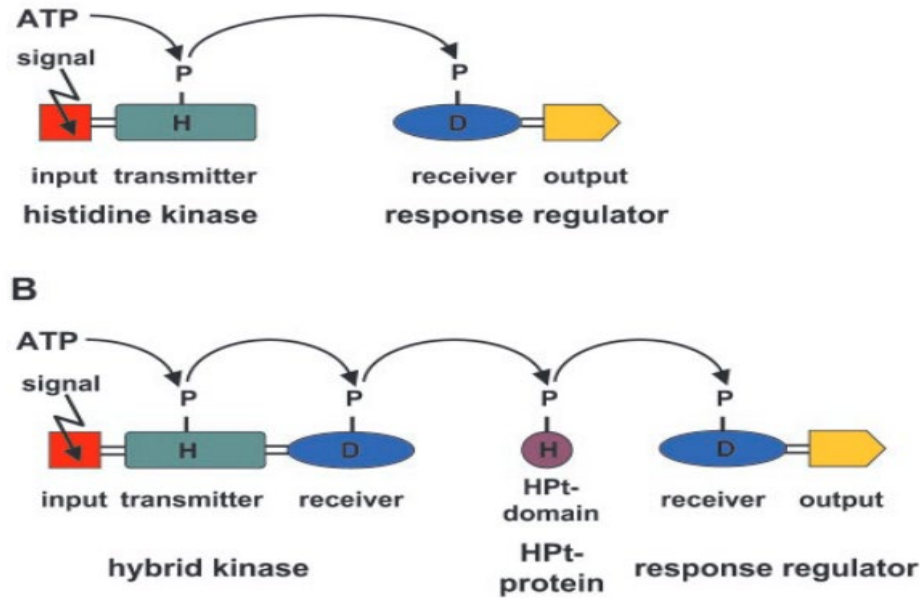 ATP
signal
P
P
H
D
input transmitter
receiver output
histidine kinase
response regulator
B
ATP
signal
P
P
P
P
H
D
H
D
input transmitter receiver
HPt-
domain
receiver output
hybrid kinase
HPt-
protein
response regulator